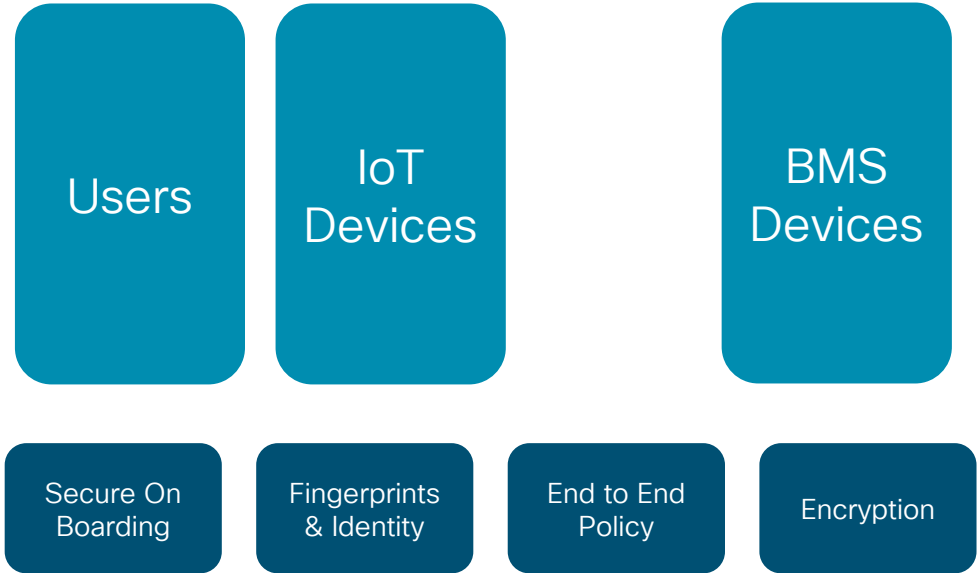 Users
IoT
Devices
BMS
Devices
Secure On
Boarding
Fingerprints
& Identity
End to End
Policy
Encryption